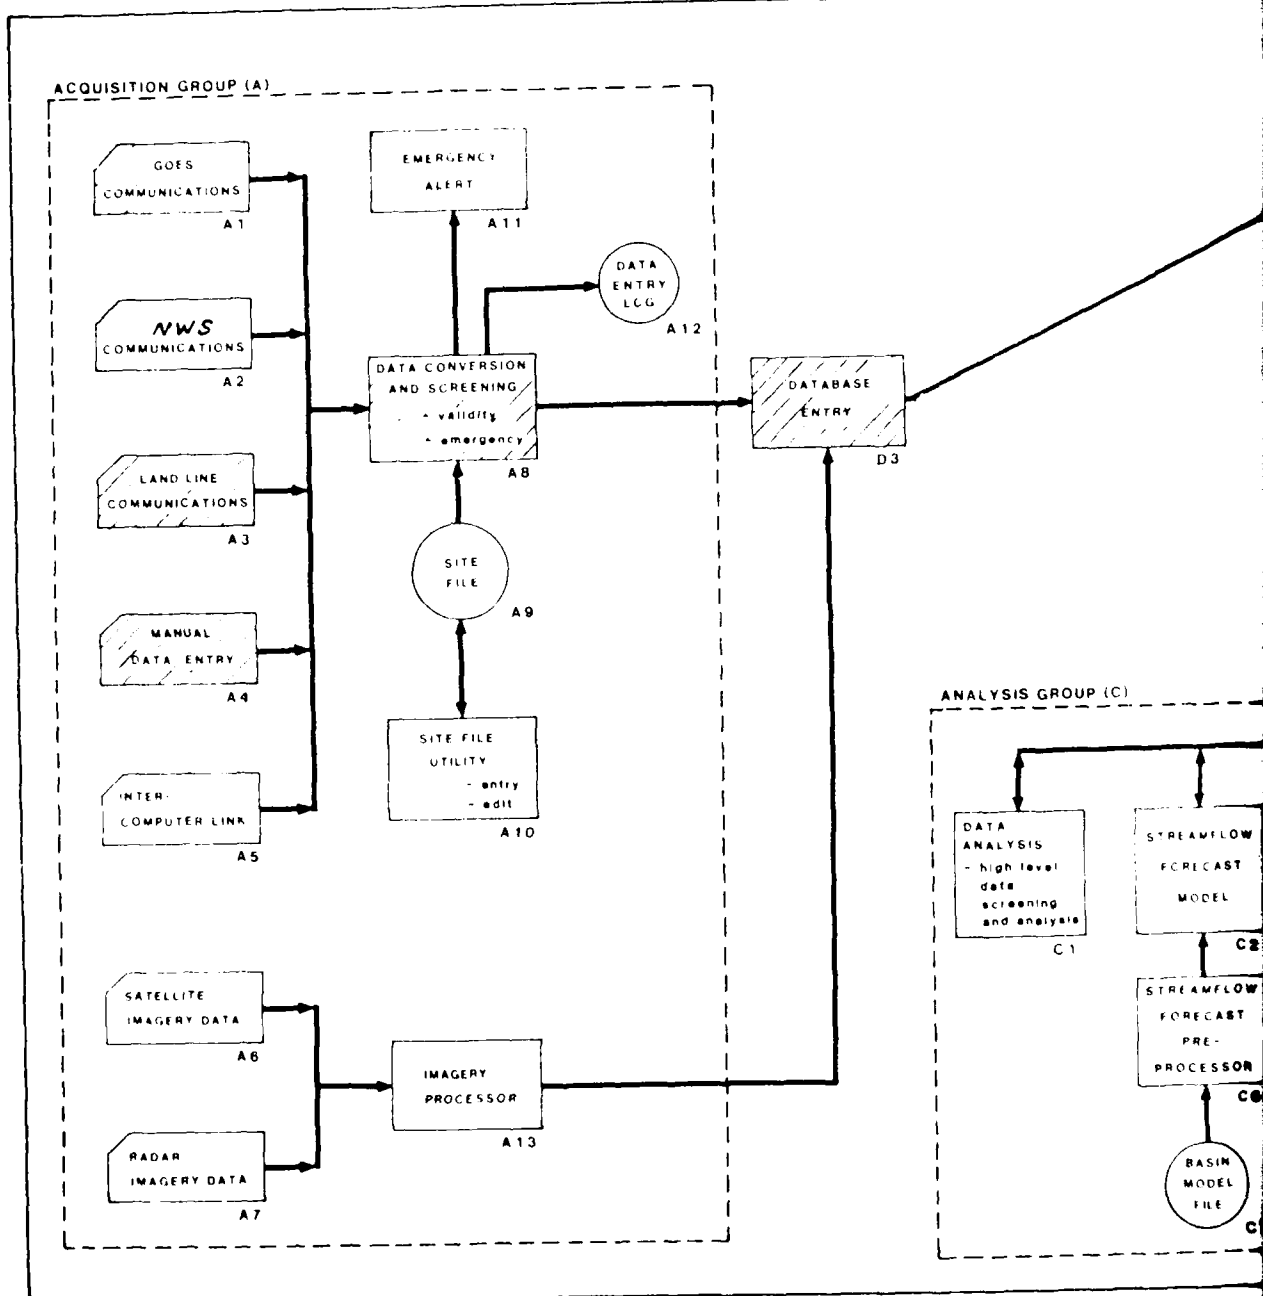 ACQUISITION GROUP (A)
GOES
COMMUNICATIONS
A1
NWS
COMMUNICATIONS
A2
LAND LINE
COMMUNICATIONS
A3
MANUAL
DATA ENTRY
A4
INTER-
COMPUTER LINK
A5
SATELLITE
IMAGERY DATA
A6
RADAR
IMAGERY DATA
A7
EMERGENCY
ALERT
A11
DATA
ENTRY
LOG
A12
DATA CONVERSION
AND SCREENING
validity
emergency
A8
SITE
FILE
A9
SITE FILE
UTILITY
- entry
- edit
A10
IMAGERY
PROCESSOR
A13
DATABASE
ENTRY
D3
ANALYSIS GROUP (C)
DATA
ANALYSIS
- high level
data
screening
and analysis
C1
STREAMFLOW
FORECAST
MODEL
C2
STREAMFLOW
FORECAST
PRE-
PROCESSOR
BASIN
MODEL
FILE